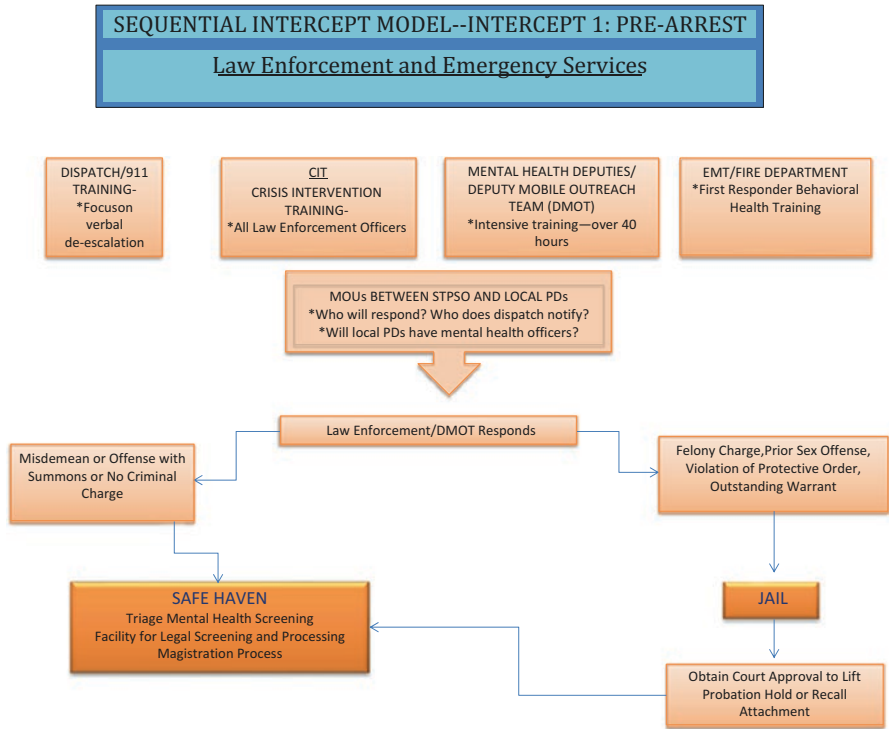 SEQUENTIAL INTERCEPT MODEL--INTERCEPT 1: PRE-ARREST
Law Enforcement and Emergency Services
DISPATCH/911
TRAINING-
*Focuson
verbal
de-escalation
CIT
CRISIS INTERVENTION
TRAINING-
*All Law Enforcement Officers
MENTAL HEALTH DEPUTIES/
DEPUTY MOBILE OUTREACH
TEAM (DMOT)
*Intensive training—over 40
hours
EMT/FIRE DEPARTMENT
*First Responder Behavioral
Health Training
MOUs BETWEEN STPSO AND LOCAL PDs
*Who will respond? Who does dispatch notify?
*Will local PDs have mental health officers?
Law Enforcement/DMOT Responds
Misdemean or Offense with
Summons or No Criminal
Charge
Felony Charge,Prior Sex Offense,
Violation of Protective Order,
Outstanding Warrant
SAFE HAVEN
Triage Mental Health Screening
Facility for Legal Screening and Processing
Magistration Process
JAIL
Obtain Court Approval to Lift
Probation Hold or Recall
Attachment